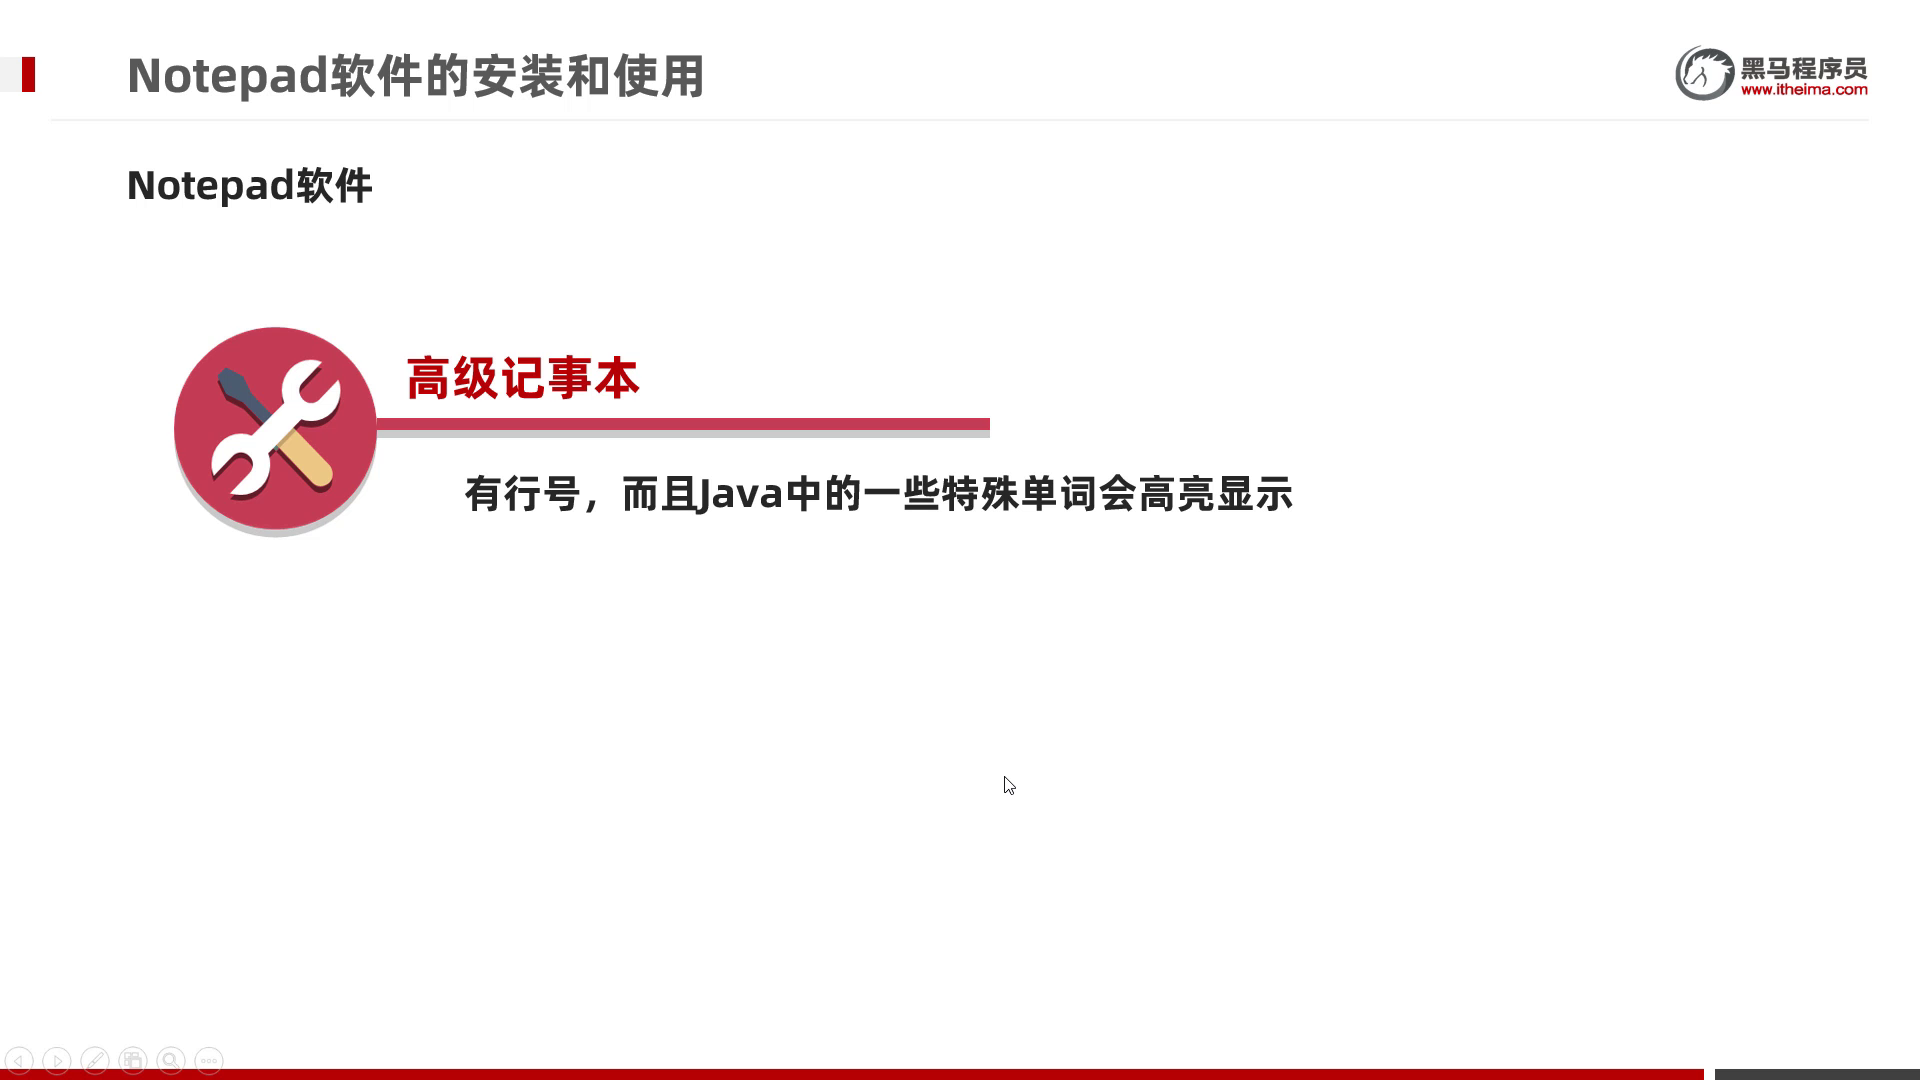 Notepad软件的安装和使用
黑马程序员
www.itheima.com
Notepad软件
高级记事本
有行号，而且Java中的一些特殊单词会高亮显示